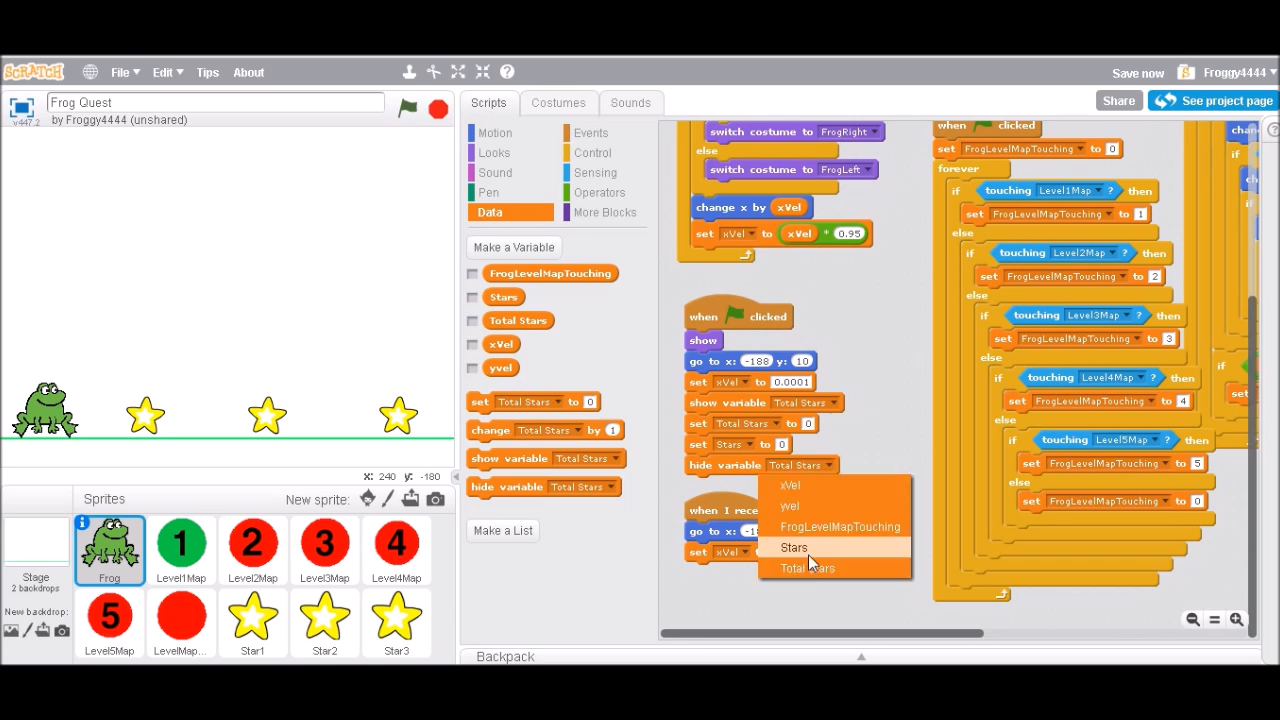 SCRATCH
File
Edit
Tips
About
Save now
Froggy4444
v447.2
Frog Quest
by Froggy4444 (unshared)
Scripts
Costumes
Sounds
Share
See project page
Motion
Looks
Sound
Pen
Data
Events
Control
Sensing
Operators
More Blocks
Make a Variable
FrogLevelMapTouching
Stars
Total Stars
xVel
yvel
set Total Stars to 0
change Total Stars by 1
show variable Total Stars
hide variable Total Stars
Make a List
switch costume to FrogRight
else
switch costume to FrogLeft
change x by xVel
set xVel to xVel * 0.95
when clicked
show
go to x: -188 y: 10
set xVel to 0.0001
show variable Total Stars
set Total Stars to 0
set Stars to 0
hide variable Total Stars
xVel
yvel
FrogLevelMapTouching
Stars
Total Stars
when I rece
go to x:
set xVel
when clicked
set FrogLevelMapTouching to 0
forever
if touching Level1Map ? then
set FrogLevelMapTouching to 1
else
if touching Level2Map ? then
set FrogLevelMapTouching to 2
else
if touching Level3Map ? then
set FrogLevelMapTouching to 3
else
if touching Level4Map ? then
set FrogLevelMapTouching to 4
else
if touching Level5Map ? then
set FrogLevelMapTouching to 5
else
set FrogLevelMapTouching to 0
if
if
x: 240 y: -180
Sprites
New sprite:
Stage
2 backdrops
New backdrop:
1
2
3
4
Frog
Level1Map
Level2Map
Level3Map
Level4Map
5
Level5Map
LevelMap...
Star1
Star2
Star3
Backpack